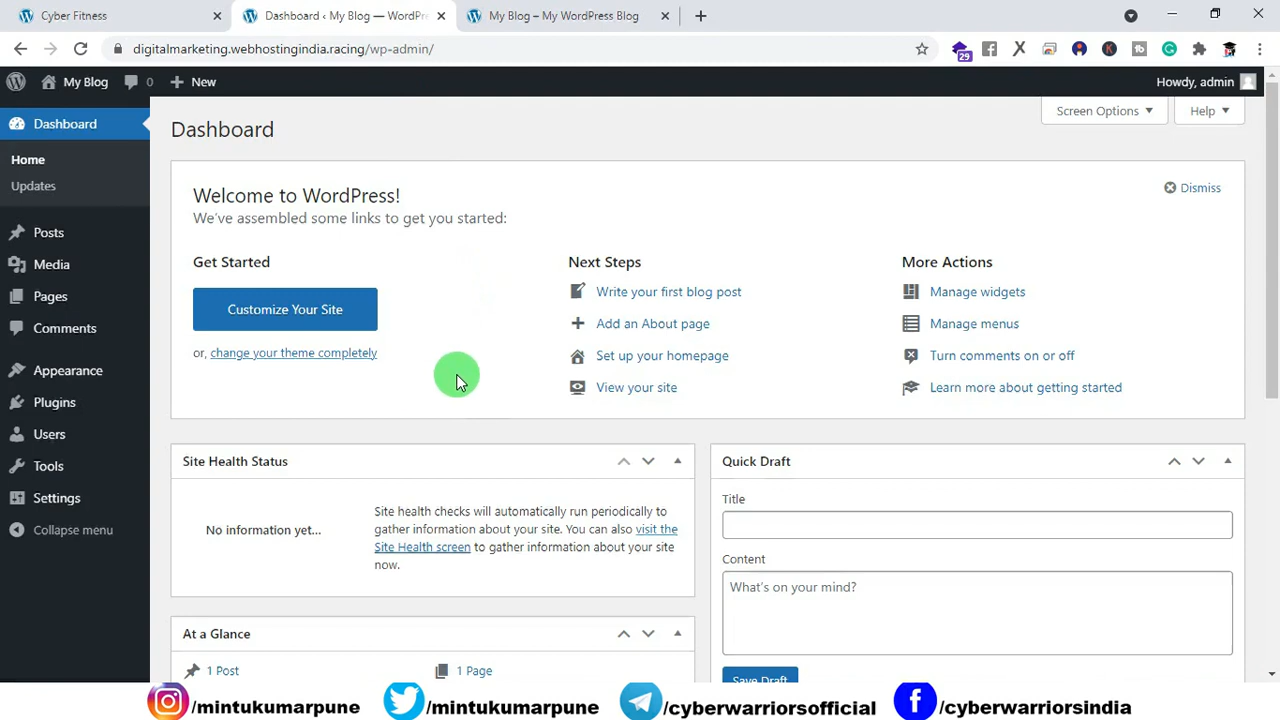 Cyber Fitness
Dashboard ‹ My Blog — WordPre
My Blog – My WordPress Blog
digitalmarketing.webhostingindia.racing/wp-admin/
29
My Blog
0
New
Howdy, admin
Dashboard
Home
Updates
Posts
Media
Pages
Comments
Appearance
Plugins
Users
Tools
Settings
Collapse menu
Dashboard
Screen Options
Help
Welcome to WordPress!
We've assembled some links to get you started:
Dismiss
Get Started
Customize Your Site
or, change your theme completely
Next Steps
Write your first blog post
Add an About page
Set up your homepage
View your site
More Actions
Manage widgets
Manage menus
Turn comments on or off
Learn more about getting started
Site Health Status
No information yet...
Site health checks will automatically run periodically to
gather information about your site. You can also visit the
Site Health screen to gather information about your site
now.
At a Glance
1 Post
1 Page
Quick Draft
Title
Content
What's on your mind?
Save Draft
/mintukumarpune
/mintukumarpune
/cyberwarriorsofficial
/cyberwarriorsindia